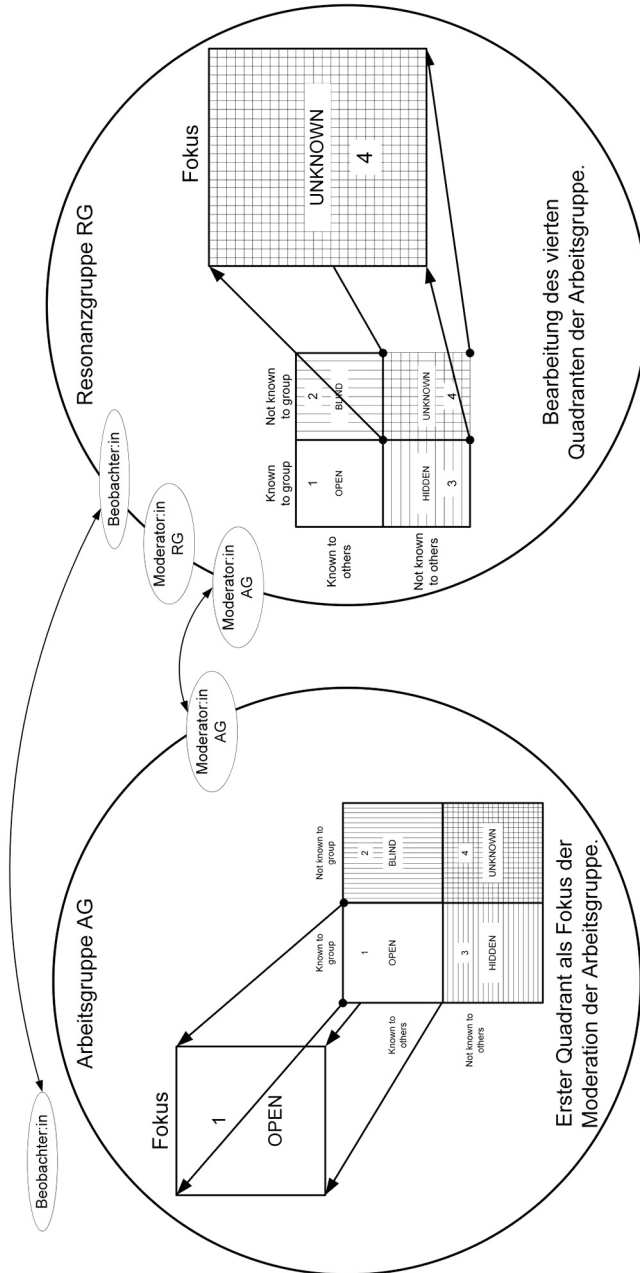 Arbeitsgruppe AG
Beobachter:in
Fokus
1
OPEN
Known to
group
Not known to
group
Known to
others
Not known to
others
1
OPEN
2
BLIND
3
HIDDEN
4
UNKNOWN
Erster Quadrant als Fokus der
Moderation der Arbeitsgruppe.
Moderator:in
AG
Resonanzgruppe RG
Beobachter:in
Moderator:in
RG
Moderator:in
AG
Fokus
UNKNOWN
4
Known to
group
Not known
to group
Known to
others
Not known
to others
1
OPEN
2
BLIND
HIDDEN
3
UNKNOWN
4
Bearbeitung des vierten
Quadranten der Arbeitsgruppe.